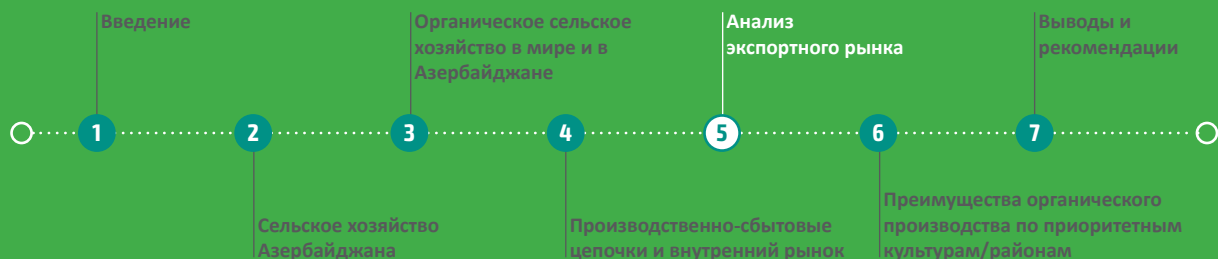 Введение
Органическое сельское
хозяйство в мире и в
Азербайджане
Анализ
экспортного рынка
Выводы и
рекомендации
1
2
3
4
5
6
7
Сельское хозяйство
Азербайджана
Производственно-сбытовые
цепочки и внутренний рынок
Преимущества органического
производства по приоритетным
культурам/районам